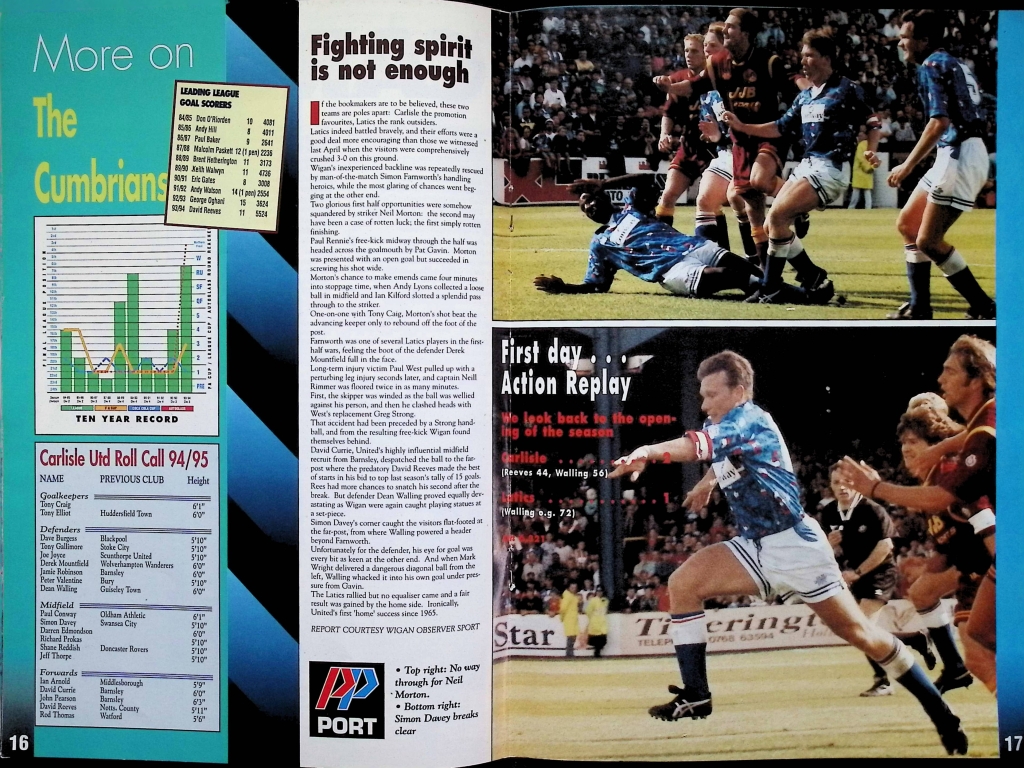 More on
The
Cumbrians
LEADING LEAGUE
GOAL SCORERS
84/85 Don O'Riorden 10 4081
85/86 Andy Hill 8 4011
86/87 Paul Baker 9 2641
87/88 Malcolm Paskett 12 (1 pen) 2236
88/89 Brent Hetherington 11 3173
89/90 Keith Walwyn 11 4736
90/91 Eric Gates 8 3008
91/92 Andy Watson 14 (1 pen) 2554
92/93 George Oghani 15 3624
93/94 David Reeves 11 5524
TEN YEAR RECORD
Carlisle Utd Roll Call 94/95
NAME PREVIOUS CLUB Height
Goalkeepers
Tony Craig 6'1"
Tony Elliot Huddersfield Town 6'0"
Defenders
Dave Burgess Blackpool 5'10"
Tony Gallimore Stoke City 5'10"
Joe Joyce Scunthorpe United 5'10"
Derek Mountfield Wolverhampton Wanderers 6'0"
Jamie Robinson Barnsley 6'0"
Peter Valentine Bury 5'10"
Dean Walling Guiseley Town 6'0"
Midfield
Paul Conway Oldham Athletic 6'1"
Simon Davey Swansea City 5'10"
Darren Edmondson 6'0"
Richard Prokas 5'10"
Shane Reddish Doncaster Rovers 5'10"
Jeff Thorpe 5'10"
Forwards
Ian Arnold Middlesborough 5'9"
David Currie Barnsley 6'0"
John Pearson Barnsley 6'3"
David Reeves Notts. County 5'11"
Rod Thomas Watford 5'6"
16
Fighting spirit
is not enough
If the bookmakers are to be believed, these two
teams are poles apart: Carlisle the promotion
favourites, Latics the rank outsiders.
Latics indeed battled bravely, and their efforts were a
good deal more encouraging than those we witnessed
last April when the visitors were comprehensively
crushed 3-0 on this ground.
Wigan's inexperienced backline was repeatedly rescued
by man-of-the-match Simon Farnworth's handling
heroics, while the most glaring of chances went beg-
ging at the other end.
Two glorious first half opportunities were somehow
squandered by striker Neil Morton: the second may
have been a case of rotten luck; the first simply rotten
finishing.
Paul Rennie's free-kick midway through the half was
headed across the goalmouth by Pat Gavin. Morton
was presented with an open goal but succeeded in
screwing his shot wide.
Morton's chance to make emends came four minutes
into stoppage time, when Andy Lyons collected a loose
ball in midfield and Ian Kilford slotted a splendid pass
through to the striker.
One-on-one with Tony Caig, Morton's shot beat the
advancing keeper only to rebound off the foot of the
post.
Farnworth was one of several Latics players in the first-
half wars, feeling the boot of the defender Derek
Mountfield full in the face.
Long-term injury victim Paul West pulled up with a
perturbing leg injury seconds later, and captain Neil
Rimmer was floored twice in as many minutes.
First, the skipper was winded as the ball was wellied
against his person, and then he clashed heads with
West's replacement Greg Strong.
That accident had been preceded by a Strong hand-
ball, and from the resulting free-kick Wigan found
themselves behind.
David Currie, United's highly influential midfield
recruit from Barnsley, despatched the ball to the far-
post where the predatory David Reeves made the best
of starts in his bid to top last season's tally of 15 goals.
Rees had more chances to snatch his second after the
break. But defender Dean Walling proved equally dev-
astating as Wigan were again caught playing statues at
a set-piece.
Simon Davey's corner caught the visitors flat-footed at
the far-post, from where Walling powered a header
beyond Farnworth.
Unfortunately for the defender, his eye for goal was
every bit as keen at the other end. And when Mark
Wright delivered a dangerous diagonal ball from the
left, Walling whacked it into his own goal under pres-
sure from Gavin.
The Latics rallied but no equaliser came and a fair
result was gained by the home side. Ironically,
United's first 'home' success since 1965.
REPORT COURTESY WIGAN OBSERVER SPORT
PORT
• Top right: No way
through for Neil
Morton.
• Bottom right:
Simon Davey breaks
clear
First day . . .
Action Replay
We look back to the open-
ing of the season
Carlisle . . . . . . . . . . . 2
(Reeves 44, Walling 56)
Latics . . . . . . . . . . . 1
(Walling o.g. 72)
Star
TELEP
0768 63594
17